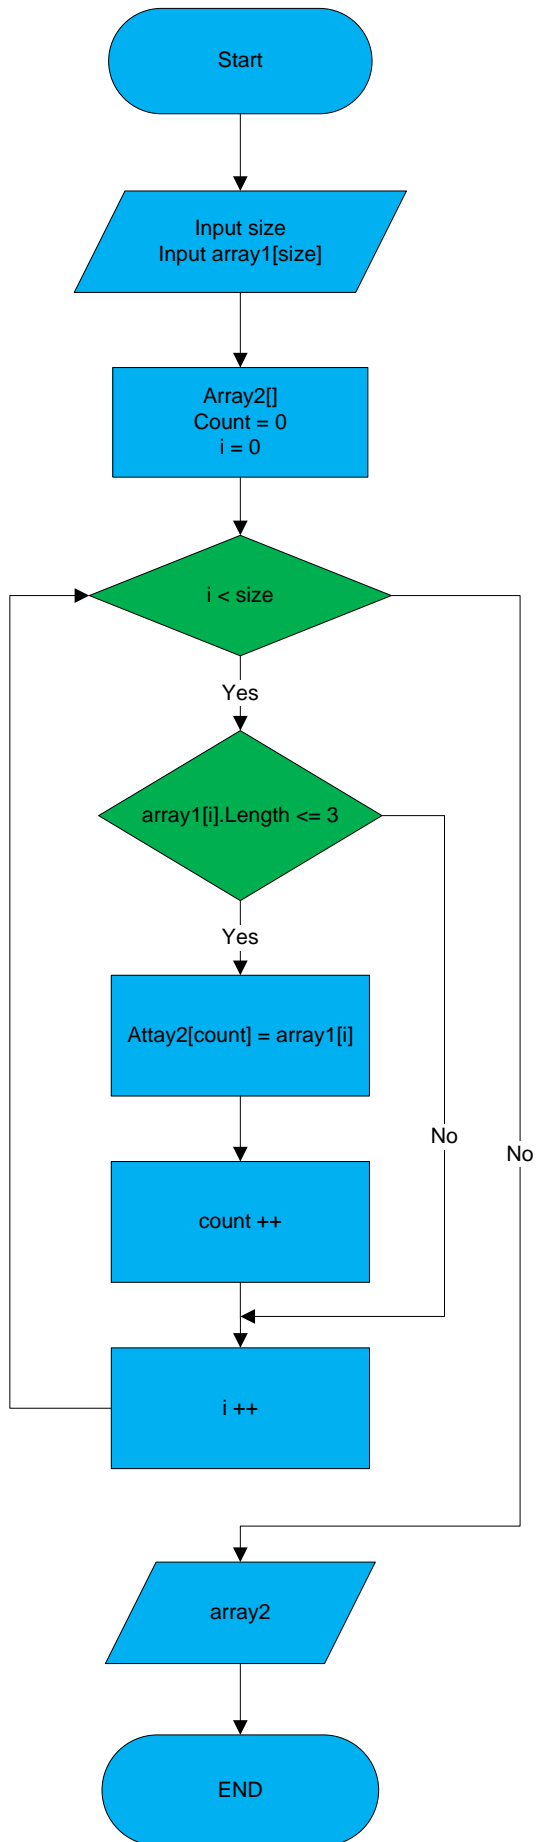 Start
Input size
Input array1[size]
Array2[]
Count = 0
i = 0
i < size
Yes
array1[i].Length <= 3
Yes
Attay2[count] = array1[i]
No
No
count ++
i ++
array2
END